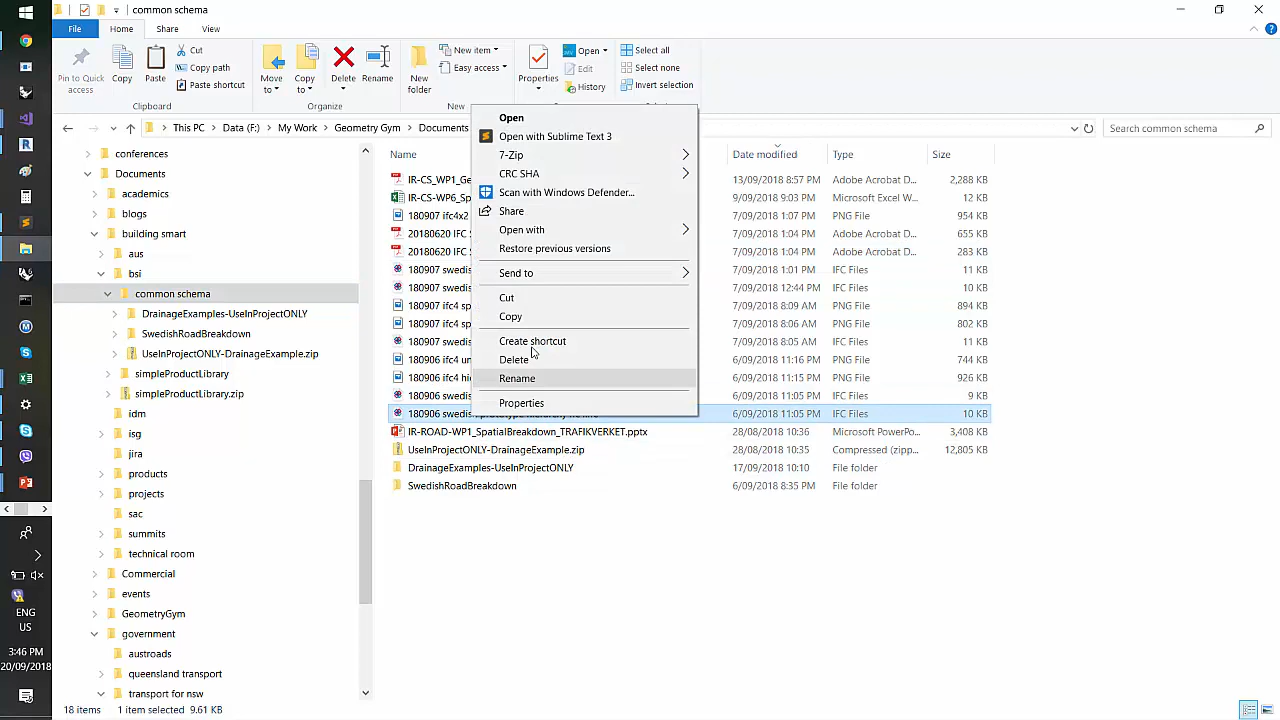 common schema
File Home Share View
Pin to Quick access
Copy
Paste
Cut
Copy path
Paste shortcut
Clipboard
Move to
Copy to
Delete
Rename
Organize
New folder
New item
Easy access
New
Properties
Open
Edit
History
Select all
Select none
Invert selection
This PC > Data (F:) > My Work > Geometry Gym > Documents
Search common schema
conferences
Documents
academics
blogs
building smart
aus
bsi
common schema
DrainageExamples-UseInProjectONLY
SwedishRoadBreakdown
UseInProjectONLY-DrainageExample.zip
simpleProductLibrary
simpleProductLibrary.zip
idm
isg
jira
products
projects
sac
summits
technical room
Commercial
events
GeometryGym
government
austroads
queensland transport
transport for nsw
Name Date modified Type Size
IR-CS_WP1_Ge 13/09/2018 8:57 PM Adobe Acrobat D... 2,288 KB
IR-CS-WP6_Sp 9/09/2018 9:03 PM Microsoft Excel W... 12 KB
180907 ifc4x2 7/09/2018 1:07 PM PNG File 954 KB
20180620 IFC 7/09/2018 1:04 PM Adobe Acrobat D... 655 KB
20180620 IFC 7/09/2018 1:04 PM Adobe Acrobat D... 283 KB
180907 swedis 7/09/2018 1:01 PM IFC Files 11 KB
180907 swedis 7/09/2018 12:44 PM IFC Files 11 KB
180907 ifc4 sp 7/09/2018 8:09 AM PNG File 894 KB
180907 ifc4 sp 7/09/2018 8:06 AM PNG File 802 KB
180907 swedis 7/09/2018 8:05 AM IFC Files 11 KB
180906 ifc4 un 6/09/2018 11:16 PM PNG File 744 KB
180906 ifc4 hi 6/09/2018 11:15 PM PNG File 926 KB
180906 swedis 6/09/2018 11:05 PM IFC Files 9 KB
180906 swedis 6/09/2018 11:05 PM IFC Files 10 KB
IR-ROAD-WP1_SpatialBreakdown_TRAFIKVERKET.pptx 28/08/2018 10:36 Microsoft PowerPo... 3,408 KB
UseInProjectONLY-DrainageExample.zip 28/08/2018 10:35 Compressed (zipp... 12,805 KB
DrainageExamples-UseInProjectONLY 17/09/2018 10:10 File folder
SwedishRoadBreakdown 6/09/2018 8:35 PM File folder
Open
Open with Sublime Text 3
7-Zip
CRC SHA
Scan with Windows Defender...
Share
Open with
Restore previous versions
Send to
Cut
Copy
Create shortcut
Delete
Rename
Properties
ENG
US
3:46 PM
20/09/2018
18 items 1 item selected 9.61 KB